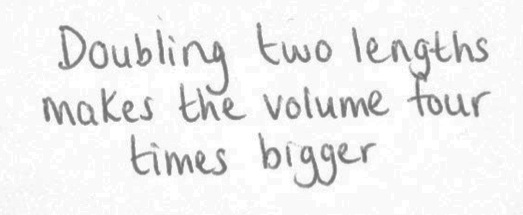 Doubling two lengths
makes the volume four
times bigger